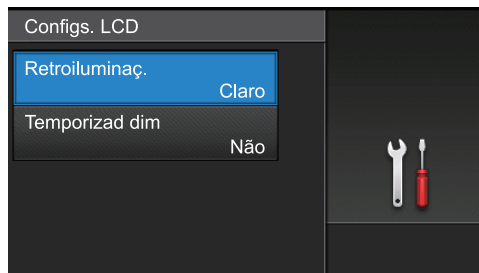 Configs. LCD
Retroiluminaç.
Claro
Temporizad dim
Não